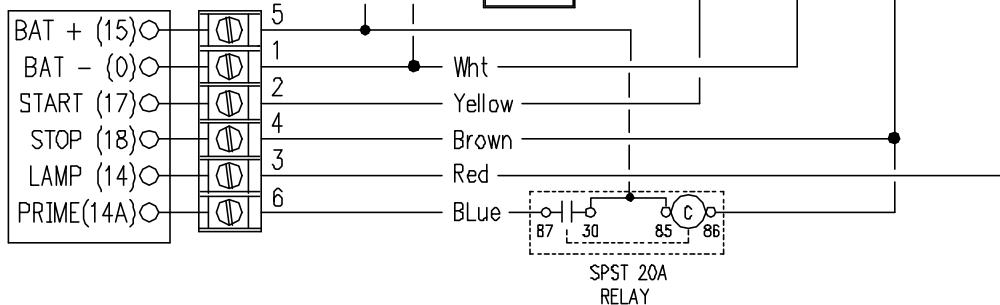 BAT + (15) 5
BAT - (0) 1 Wht
START (17) 2 Yellow
STOP (18) 4 Brown
LAMP (14) 3 Red
PRIME(14A) 6 BLue
C
87 30 85 86
SPST 20A
RELAY